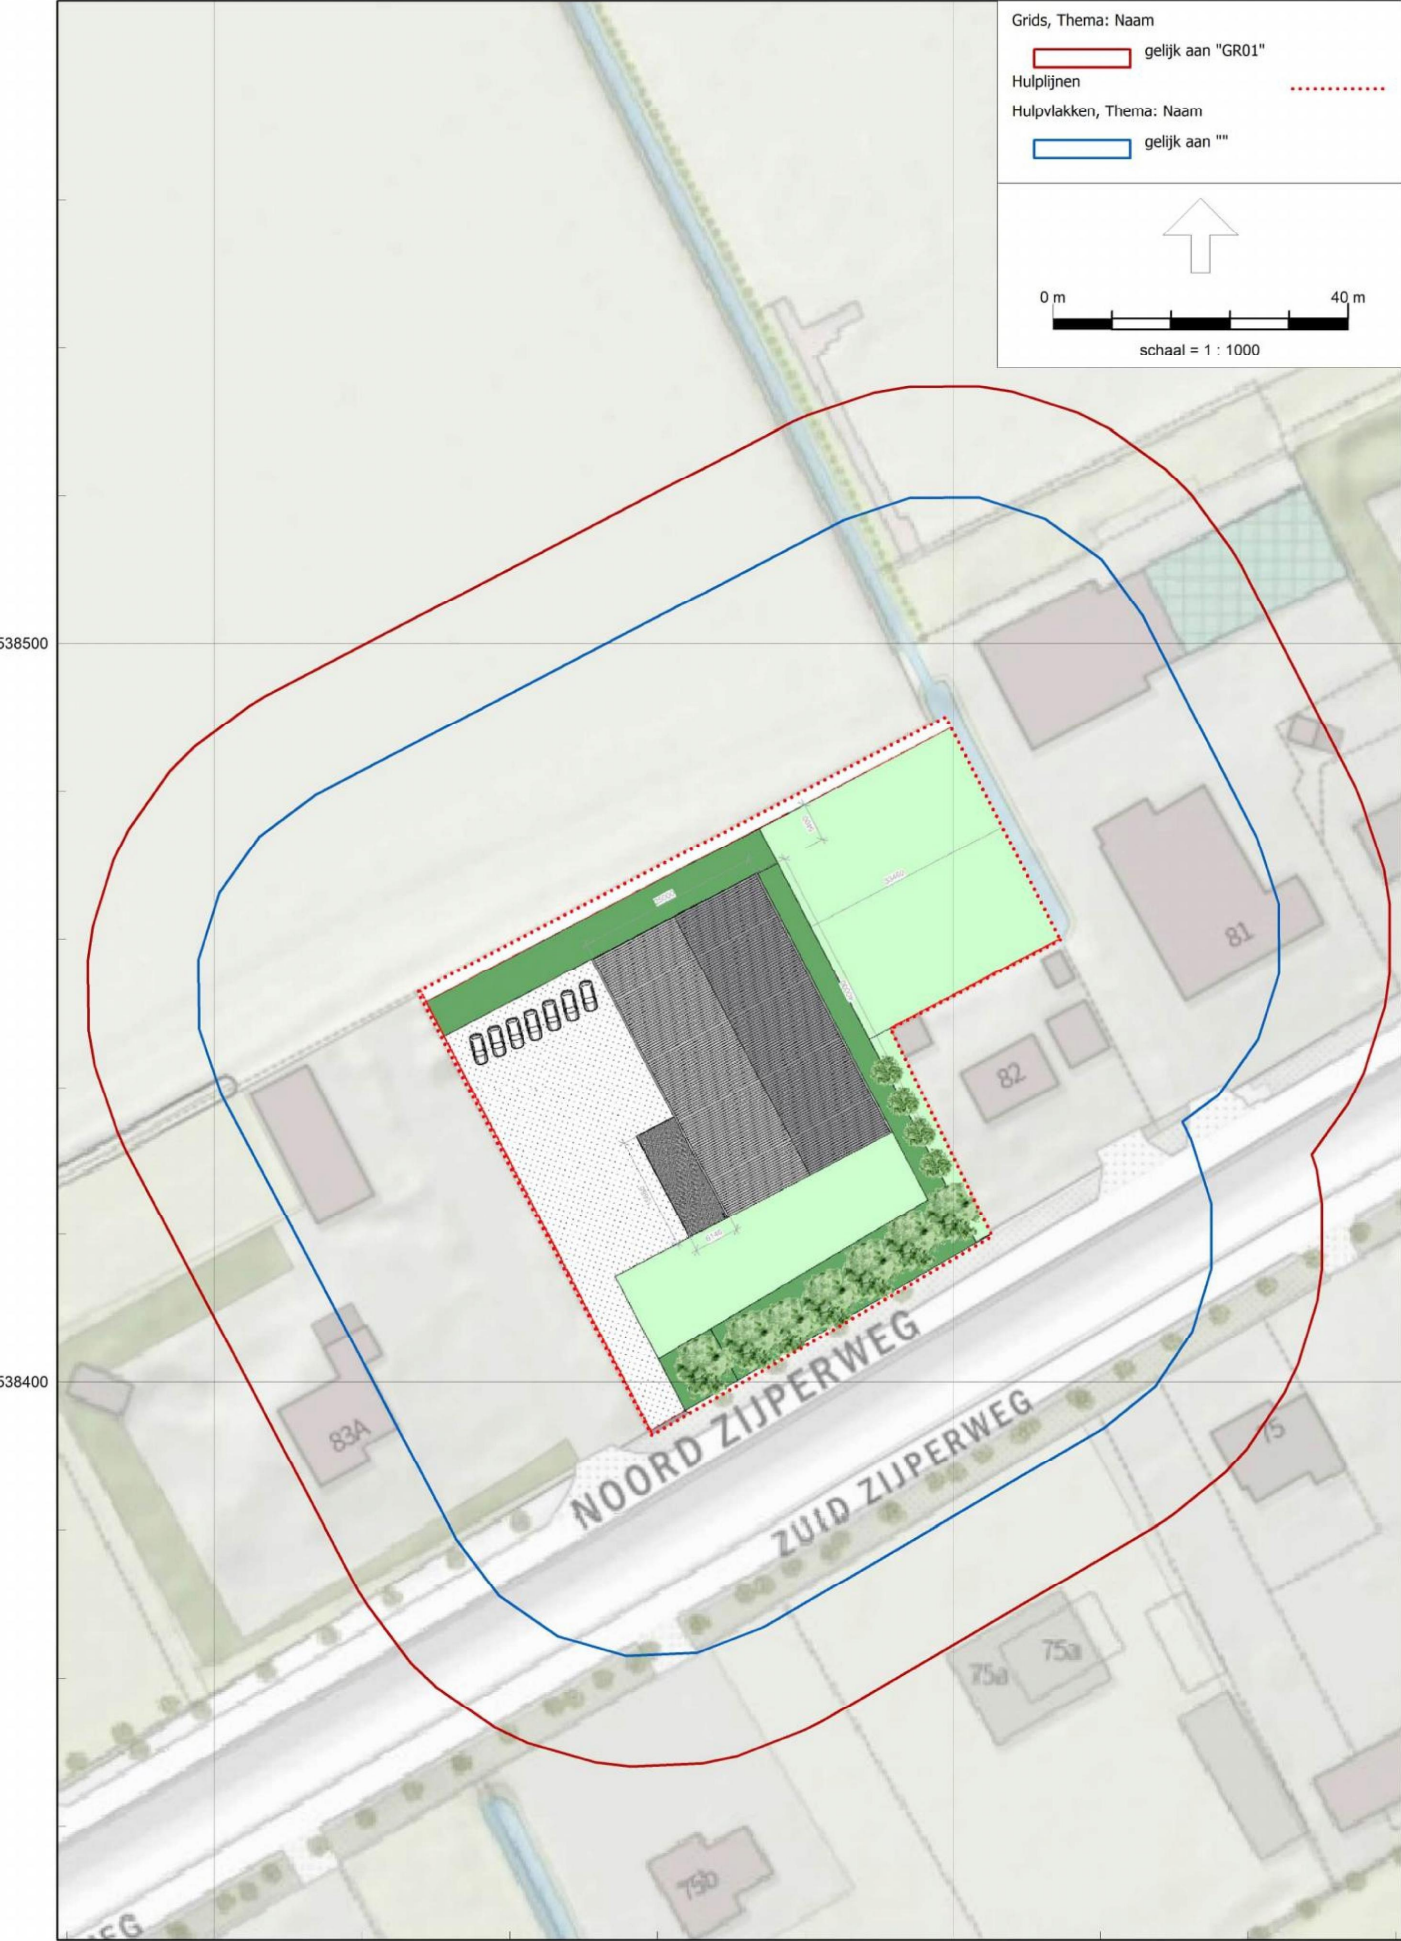 Grids, Thema: Naam
gelijk aan "GR01"
Hulplijnen
Hulpvlakken, Thema: Naam
gelijk aan ""
0 m 40 m
schaal = 1 : 1000
538500
81
82
538400
83A
NOORD ZIJPERWEG
ZUID ZIJPERWEG
75
75a
75a
75b